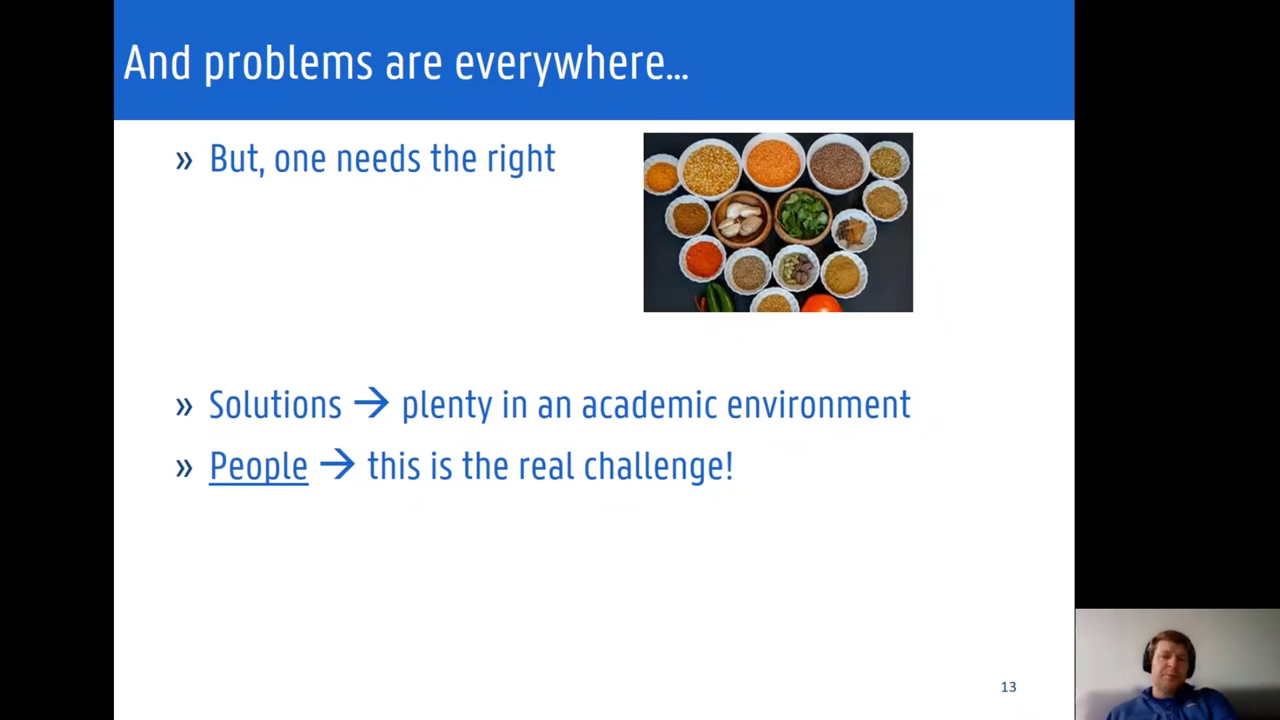 And problems are everywhere...
» But, one needs the right
» Solutions → plenty in an academic environment
» People → this is the real challenge!
13